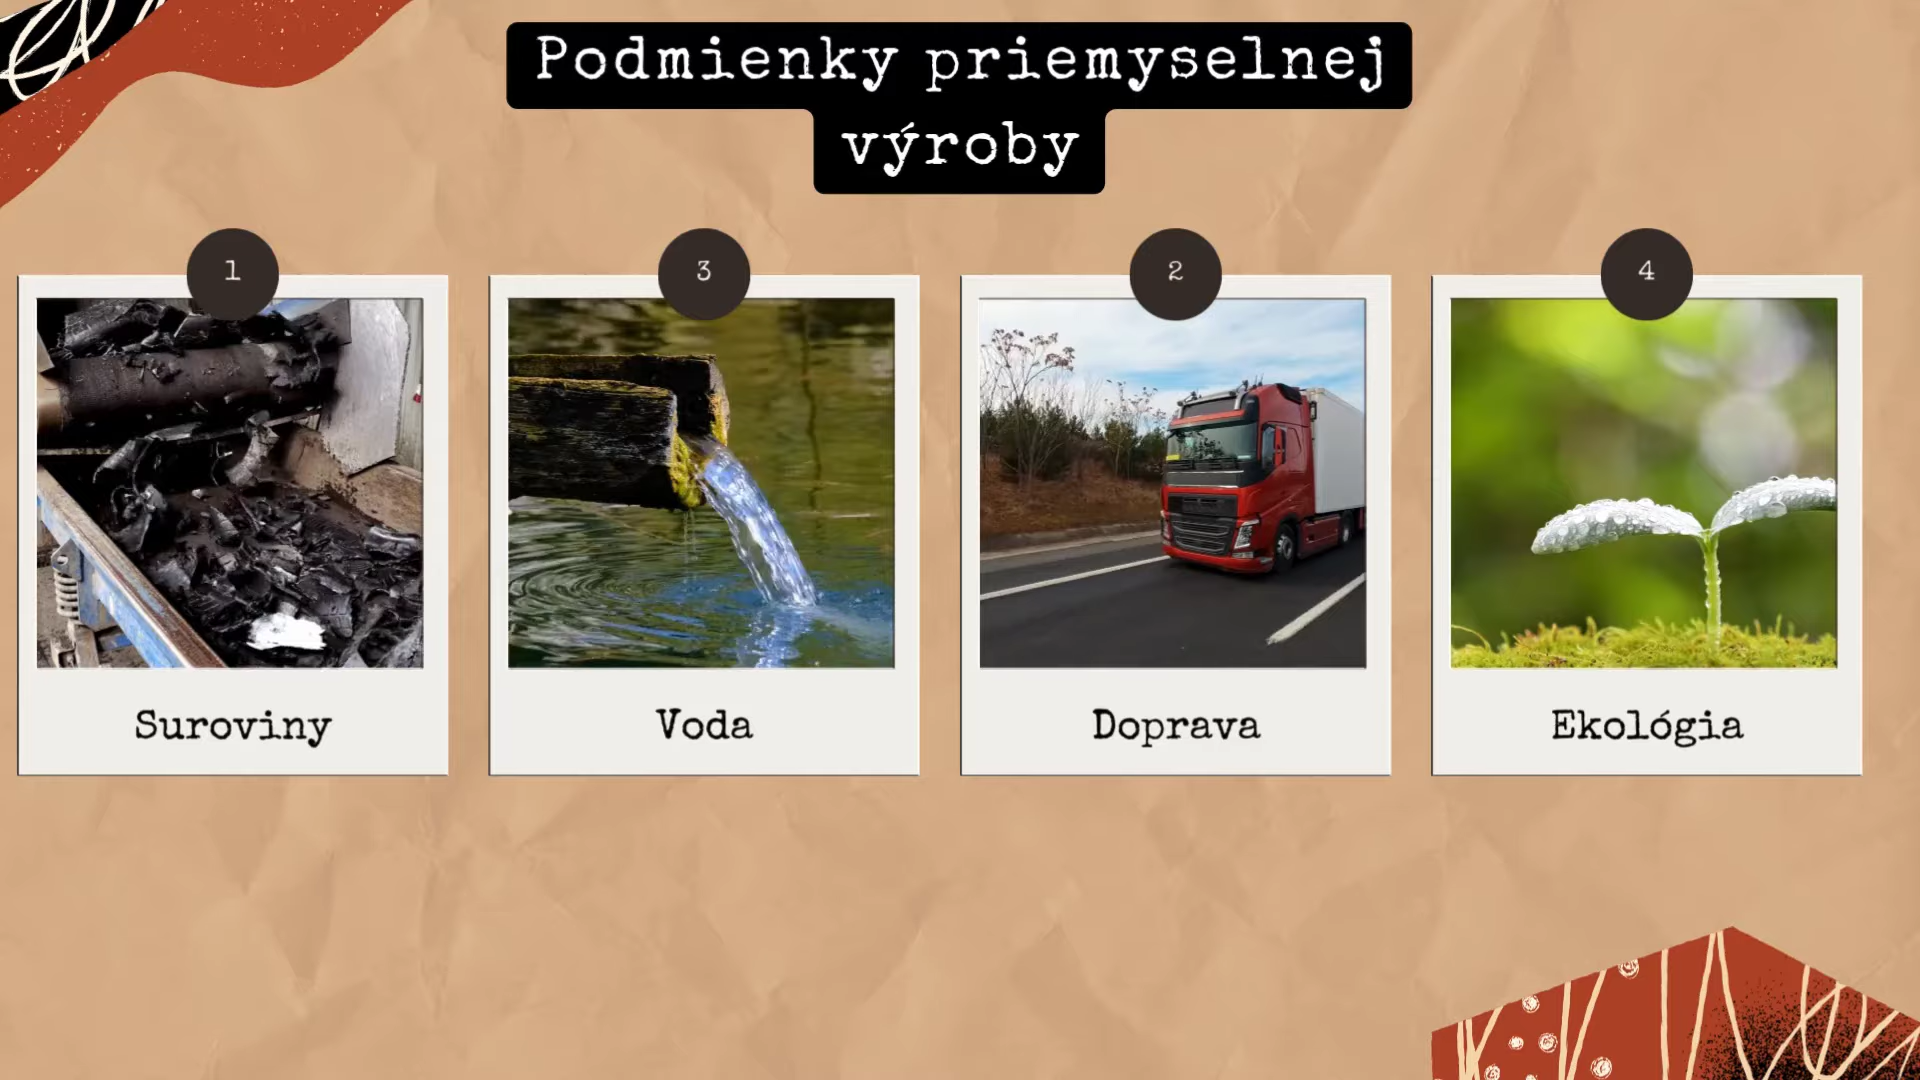 Podmienky priemyselnej
výroby
1
Suroviny
3
Voda
2
Doprava
4
Ekológia